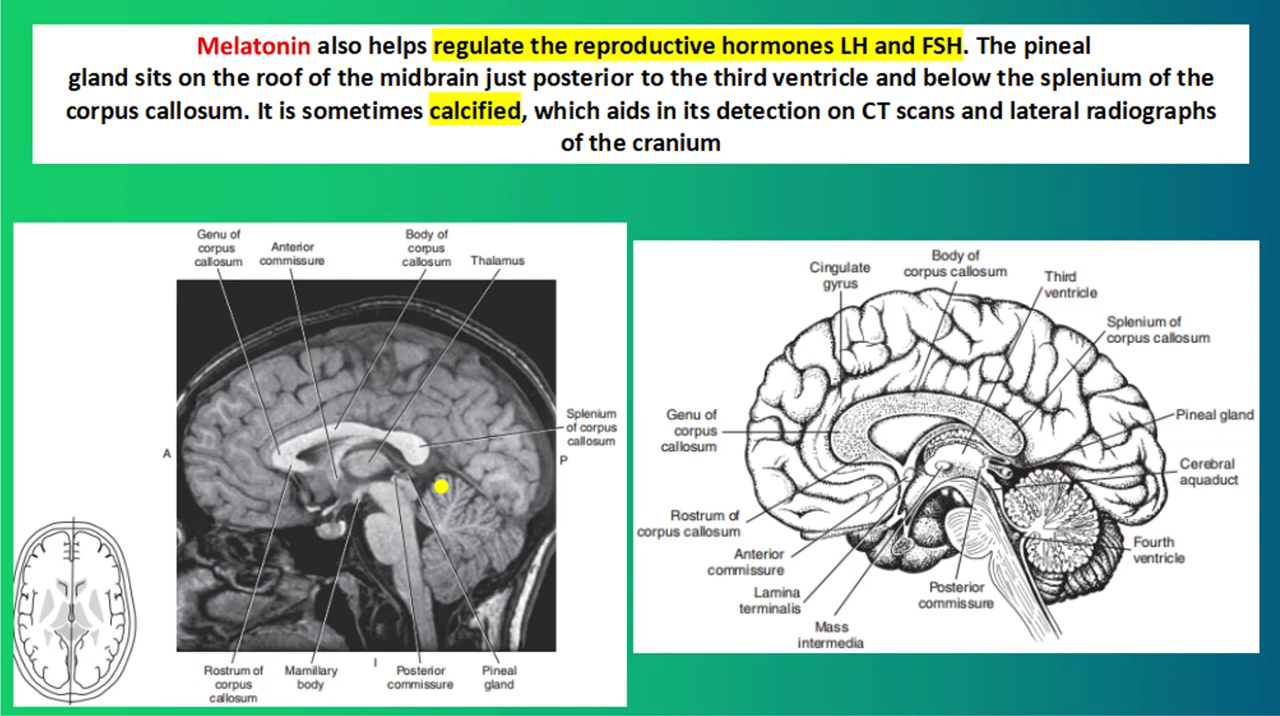 Melatonin also helps regulate the reproductive hormones LH and FSH. The pineal
gland sits on the roof of the midbrain just posterior to the third ventricle and below the splenium of the
corpus callosum. It is sometimes calcified, which aids in its detection on CT scans and lateral radiographs
of the cranium
Genu of
corpus
callosum
Anterior
commissure
Body of
corpus
callosum
Thalamus
Splenium
of corpus
callosum
A
P
Rostrum of
corpus
callosum
Mamillary
body
I
Posterior
commissure
Pineal
gland
Cingulate
gyrus
Body of
corpus callosum
Third
ventricle
Splenium of
corpus callosum
Genu of
corpus
callosum
Pineal gland
Cerebral
aquaduct
Rostrum of
corpus callosum
Anterior
commissure
Lamina
terminalis
Mass
intermedia
Posterior
commissure
Fourth
ventricle